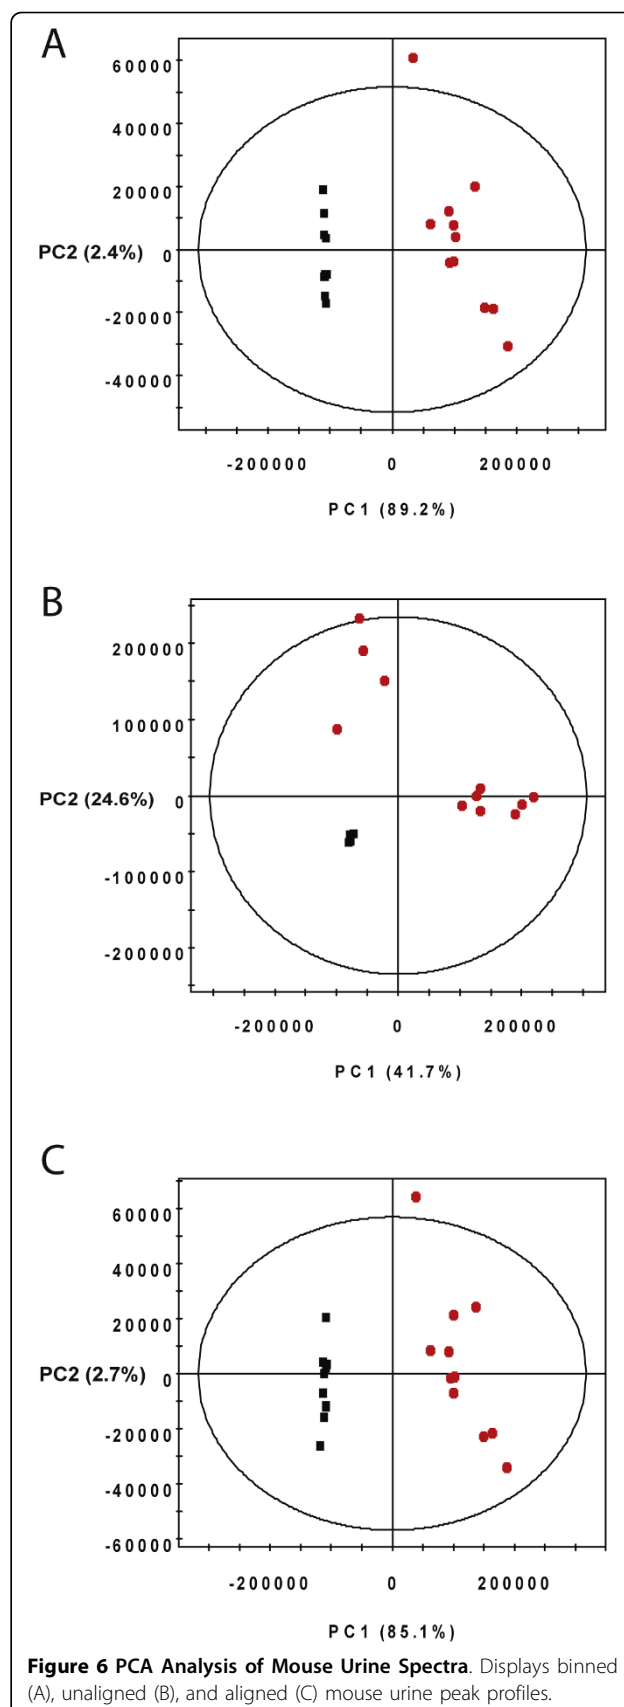 A
60000
40000
20000
PC2 (2.4%)
0
-20000
-40000
-200000 0 200000
PC1 (89.2%)
B
200000
100000
PC2 (24.6%)
0
-100000
-200000
-200000 0 200000
PC1 (41.7%)
C
60000
40000
20000
PC2 (2.7%)
0
-20000
-40000
-60000
-200000 0 200000
PC1 (85.1%)
Figure 6 PCA Analysis of Mouse Urine Spectra. Displays binned
(A), unaligned (B), and aligned (C) mouse urine peak profiles.